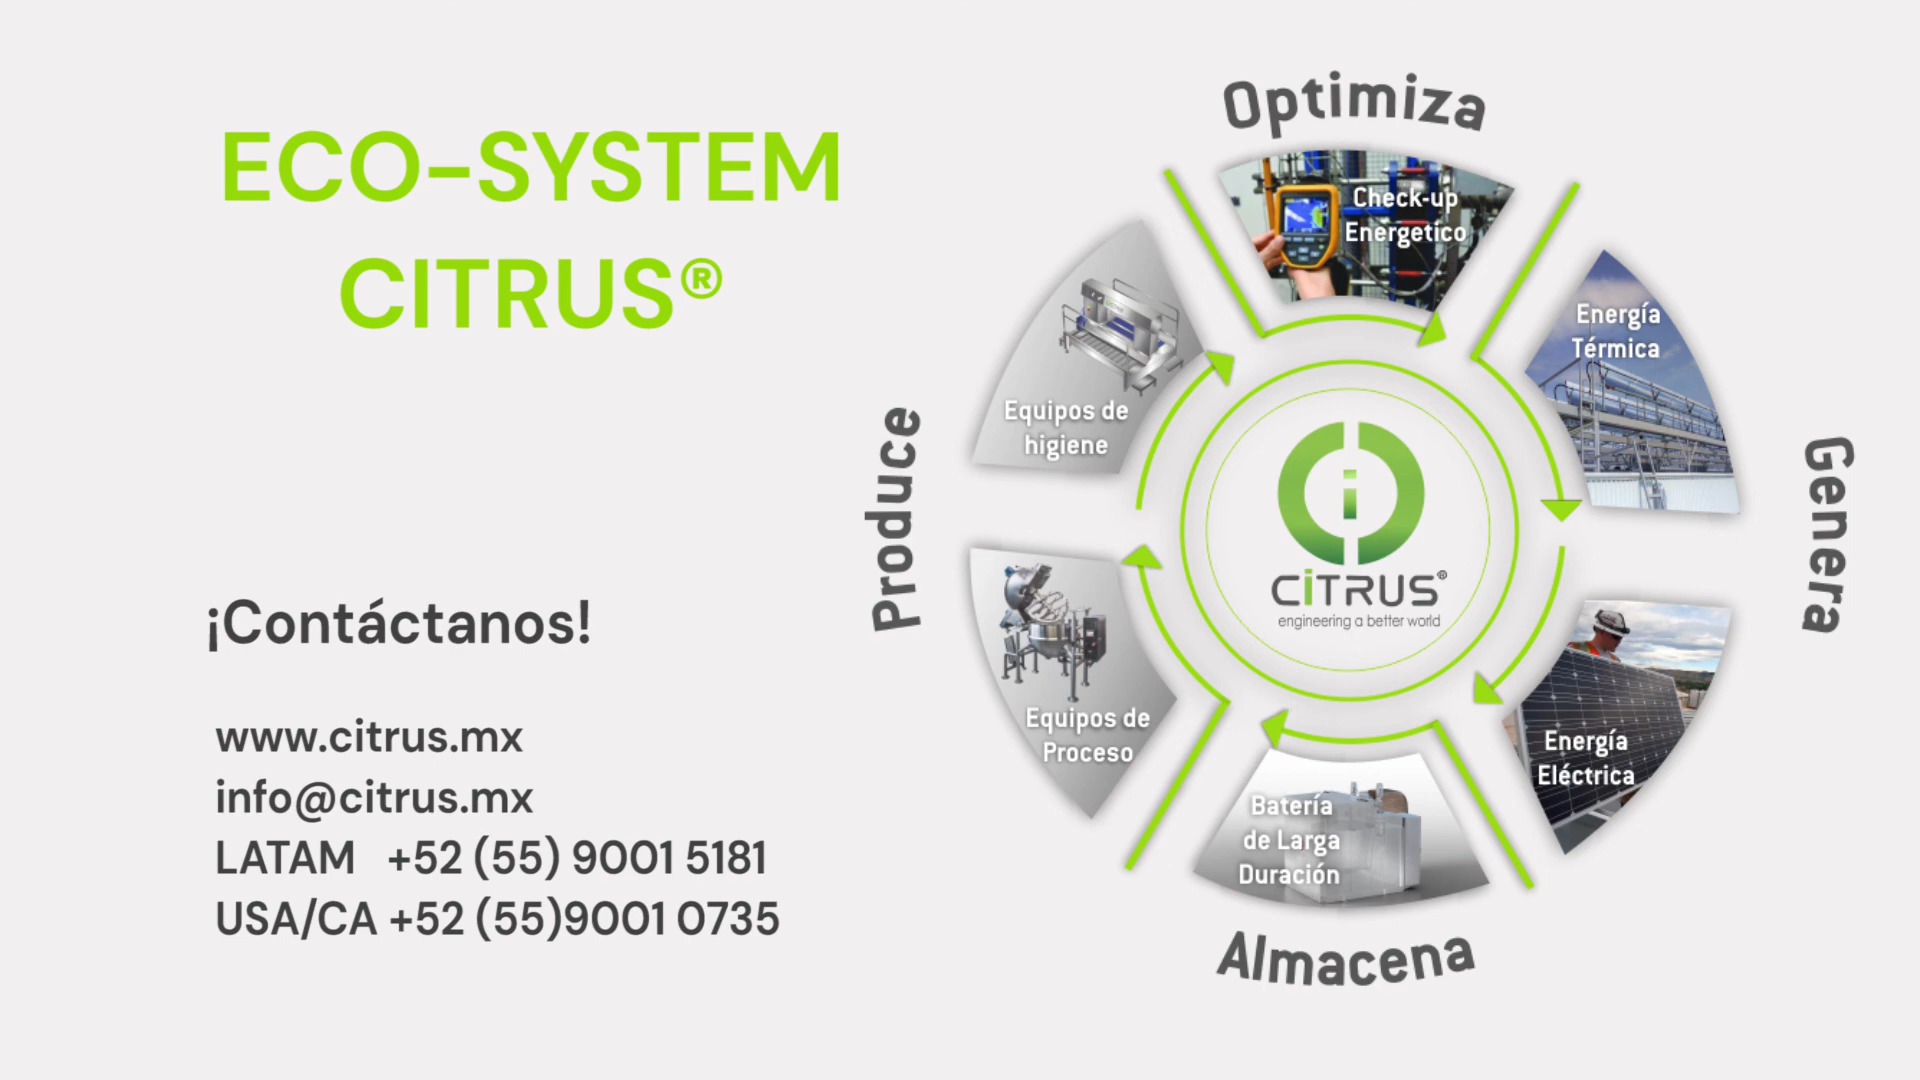 ECO-SYSTEM
CITRUS®
¡Contáctanos!
www.citrus.mx
info@citrus.mx
LATAM +52 (55) 9001 5181
USA/CA +52 (55)9001 0735
Optimiza
Check-up
Energetico
Energía
Térmica
Genera
Energía
Eléctrica
Batería
de Larga
Duración
Almacena
Equipos de
Proceso
Produce
Equipos de
higiene
CiTRUS®
engineering a better world